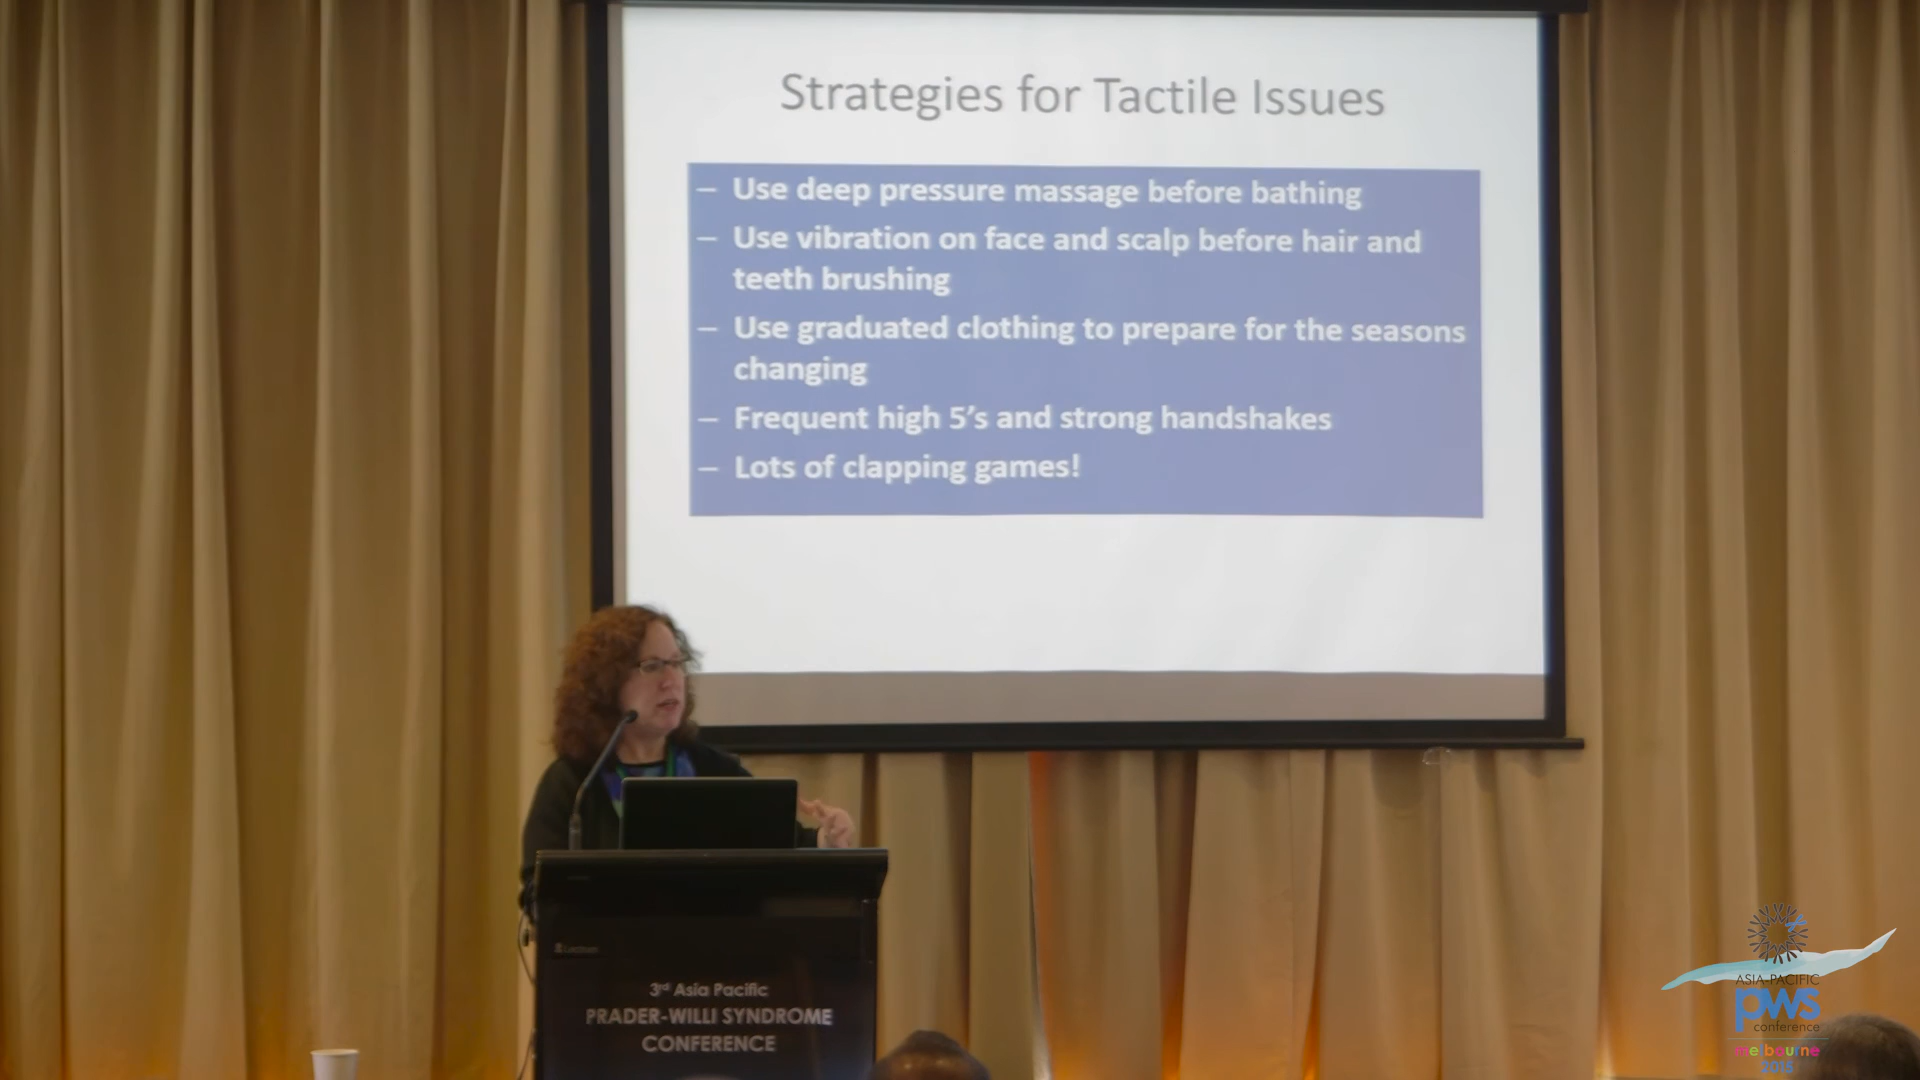 Strategies for Tactile Issues
– Use deep pressure massage before bathing
– Use vibration on face and scalp before hair and
teeth brushing
– Use graduated clothing to prepare for the seasons
changing
– Frequent high 5’s and strong handshakes
– Lots of clapping games!
3rd Asia Pacific
PRADER-WILLI SYNDROME
CONFERENCE
ASIA-PACIFIC
pws
conference
melbourne
2015